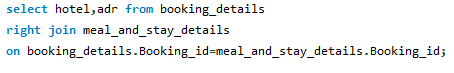 select hotel,adr from booking_details
right join meal_and_stay_details
on booking_details.Booking_id=meal_and_stay_details.Booking_id;